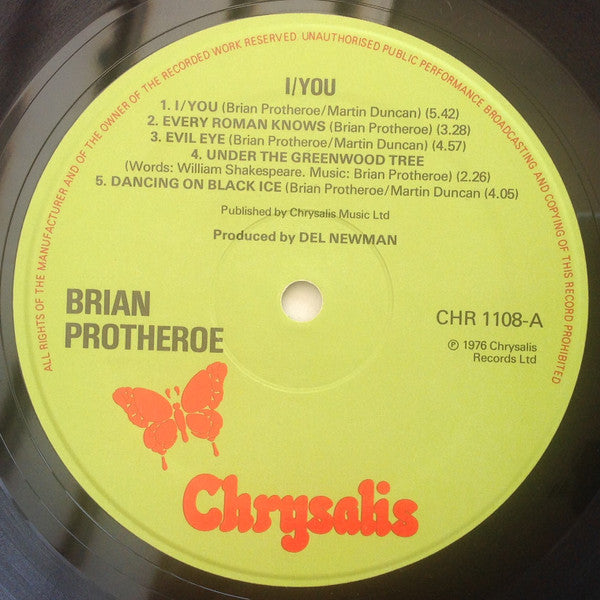 ALL RIGHTS OF THE MANUFACTURER AND OF THE OWNER OF THE RECORDED WORK RESERVED. UNAUTHORISED PUBLIC PERFORMANCE BROADCASTING AND COPYING OF THIS RECORD PROHIBITED
I/YOU
1. I/YOU (Brian Protheroe/Martin Duncan) (5.42)
2. EVERY ROMAN KNOWS (Brian Protheroe) (3.28)
3. EVIL EYE (Brian Protheroe/Martin Duncan) (4.57)
4. UNDER THE GREENWOOD TREE
(Words: William Shakespeare. Music: Brian Protheroe) (2.26)
5. DANCING ON BLACK ICE (Brian Protheroe/Martin Duncan (4.05)
Published by Chrysalis Music Ltd
Produced by DEL NEWMAN
BRIAN
PROTHEROE
CHR 1108-A
℗ 1976 Chrysalis
Records Ltd
Chrysalis